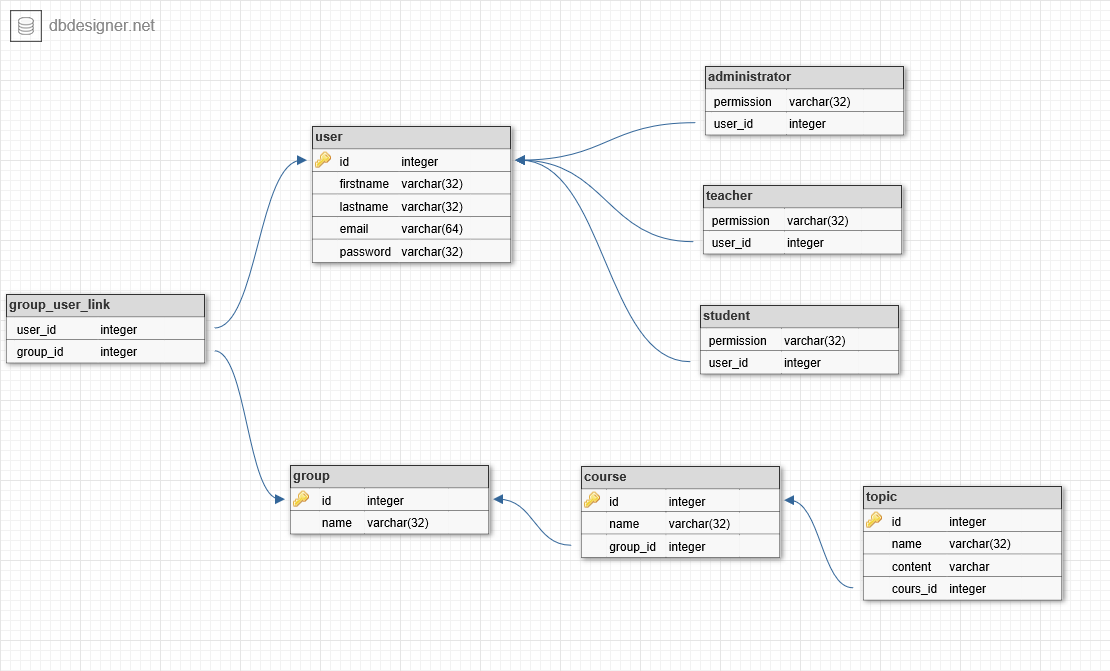 dbdesigner.net
administrator
permission varchar(32)
user_id integer
user
id integer
firstname varchar(32)
lastname varchar(32)
email varchar(64)
password varchar(32)
teacher
permission varchar(32)
user_id integer
group_user_link
user_id integer
group_id integer
student
permission varchar(32)
user_id integer
group
id integer
name varchar(32)
course
id integer
name varchar(32)
group_id integer
topic
id integer
name varchar(32)
content varchar
cours_id integer